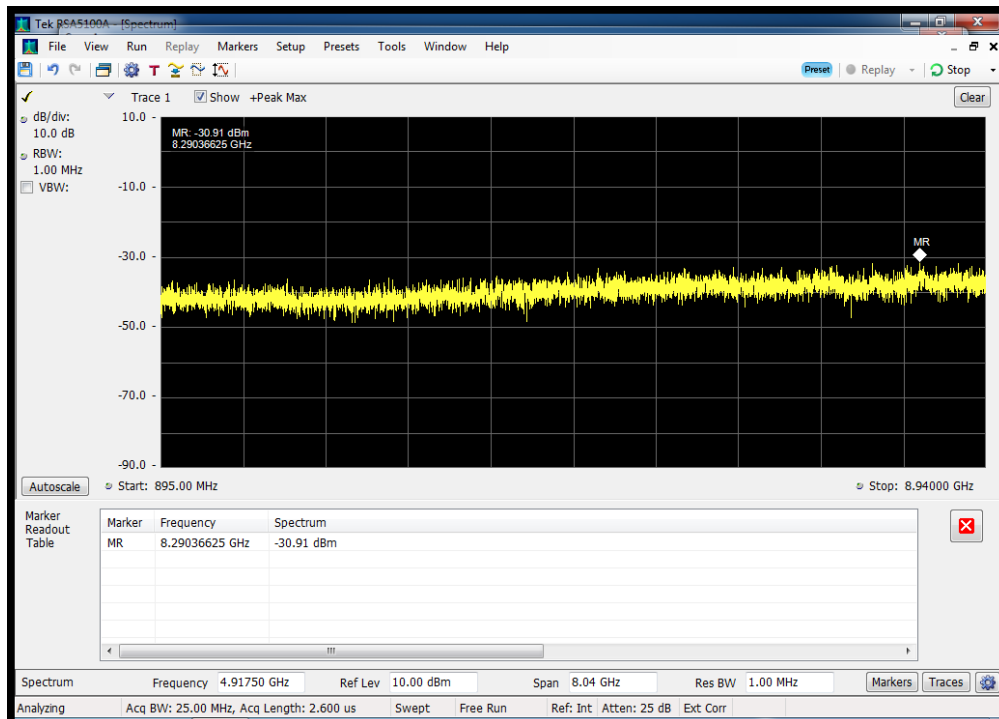 Tek RSA5100A - [Spectrum]
File View Run Replay Markers Setup Presets Tools Window Help
T Preset Replay Stop
Trace 1 Show +Peak Max Clear
dB/div:
10.0 dB
RBW:
1.00 MHz
VBW:
10.0
-10.0
-30.0
-50.0
-70.0
-90.0
MR: -30.91 dBm
8.29036625 GHz
MR
Autoscale Start: 895.00 MHz Stop: 8.94000 GHz
Marker
Readout
Table
Marker Frequency Spectrum
MR 8.29036625 GHz -30.91 dBm
Spectrum Frequency 4.91750 GHz Ref Lev 10.00 dBm Span 8.04 GHz Res BW 1.00 MHz Markers Traces
Analyzing Acq BW: 25.00 MHz, Acq Length: 2.600 us Swept Free Run Ref: Int Atten: 25 dB Ext Corr